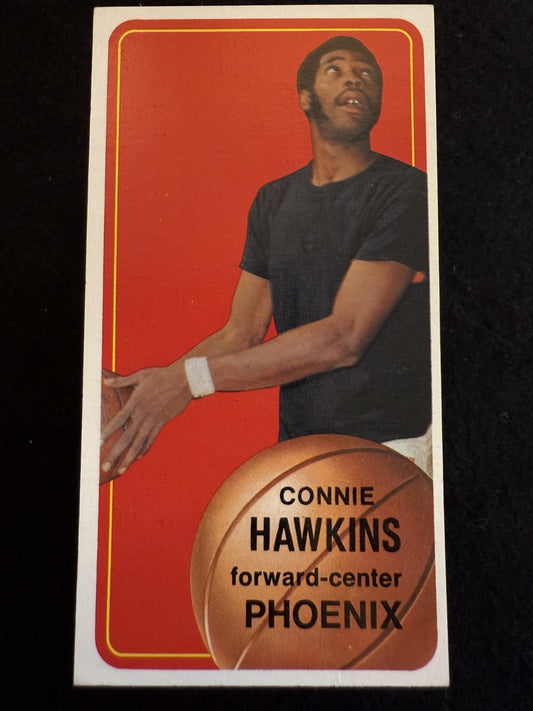 CONNIE
HAWKINS
forward-center
PHOENIX